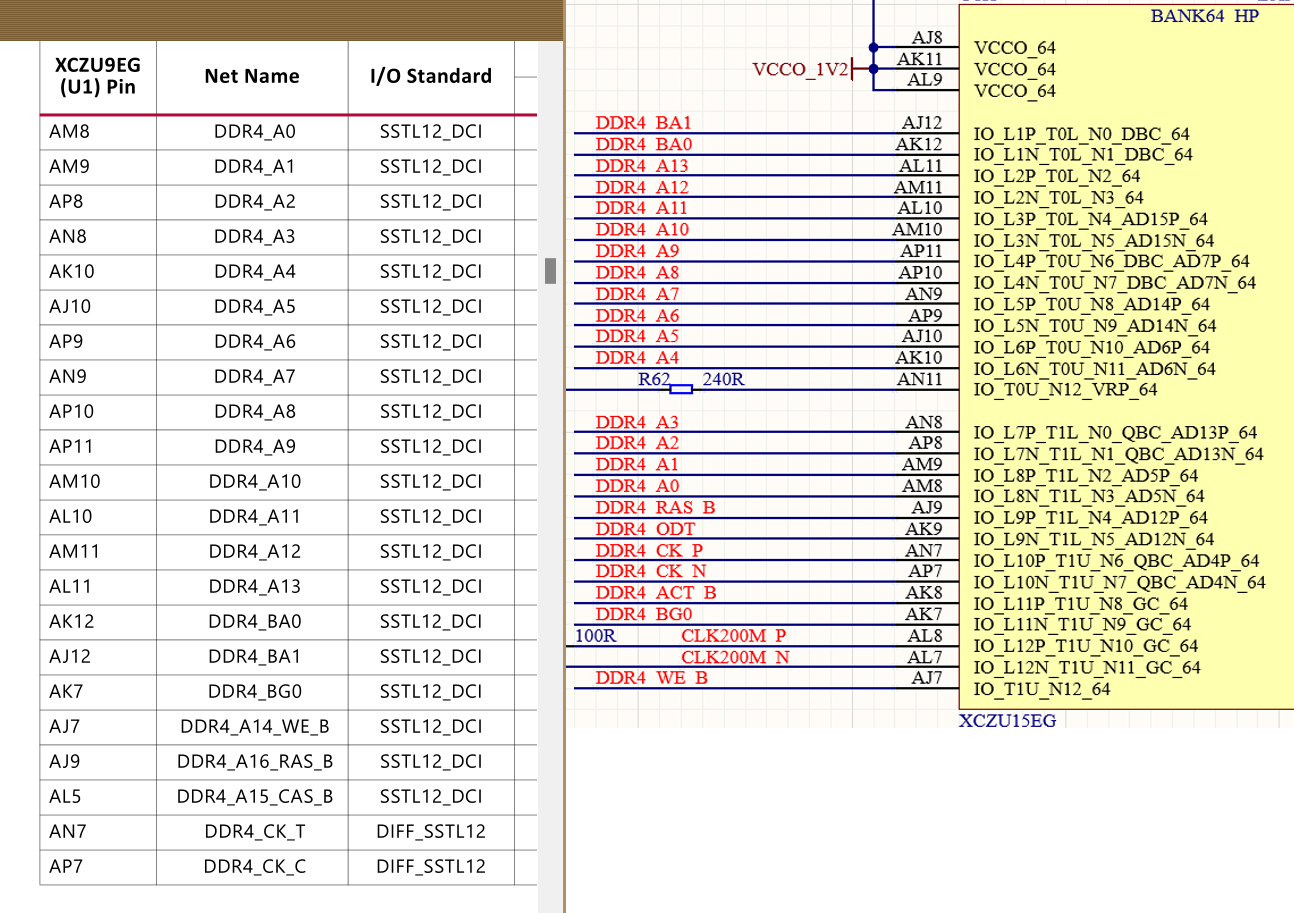 XCZU9EG (U1) Pin Net Name I/O Standard
AM8 DDR4_A0 SSTL12_DCI
AM9 DDR4_A1 SSTL12_DCI
AP8 DDR4_A2 SSTL12_DCI
AN8 DDR4_A3 SSTL12_DCI
AK10 DDR4_A4 SSTL12_DCI
AJ10 DDR4_A5 SSTL12_DCI
AP9 DDR4_A6 SSTL12_DCI
AN9 DDR4_A7 SSTL12_DCI
AP10 DDR4_A8 SSTL12_DCI
AP11 DDR4_A9 SSTL12_DCI
AM10 DDR4_A10 SSTL12_DCI
AL10 DDR4_A11 SSTL12_DCI
AM11 DDR4_A12 SSTL12_DCI
AL11 DDR4_A13 SSTL12_DCI
AK12 DDR4_BA0 SSTL12_DCI
AJ12 DDR4_BA1 SSTL12_DCI
AK7 DDR4_BG0 SSTL12_DCI
AJ7 DDR4_A14_WE_B SSTL12_DCI
AJ9 DDR4_A16_RAS_B SSTL12_DCI
AL5 DDR4_A15_CAS_B SSTL12_DCI
AN7 DDR4_CK_T DIFF_SSTL12
AP7 DDR4_CK_C DIFF_SSTL12
BANK64 HP
AJ8 VCCO_64
VCCO_1V2 AK11 VCCO_64
AL9 VCCO_64
DDR4_BA1 AJ12 IO_L1P_T0L_N0_DBC_64
DDR4_BA0 AK12 IO_L1N_T0L_N1_DBC_64
DDR4_A13 AL11 IO_L2P_T0L_N2_64
DDR4_A12 AM11 IO_L2N_T0L_N3_64
DDR4_A11 AL10 IO_L3P_T0L_N4_AD15P_64
DDR4_A10 AM10 IO_L3N_T0L_N5_AD15N_64
DDR4_A9 AP11 IO_L4P_T0U_N6_DBC_AD7P_64
DDR4_A8 AP10 IO_L4N_T0U_N7_DBC_AD7N_64
DDR4_A7 AN9 IO_L5P_T0U_N8_AD14P_64
DDR4_A6 AP9 IO_L5N_T0U_N9_AD14N_64
DDR4_A5 AJ10 IO_L6P_T0U_N10_AD6P_64
DDR4_A4 AK10 IO_L6N_T0U_N11_AD6N_64
R62 240R AN11 IO_T0U_N12_VRP_64
DDR4_A3 AN8 IO_L7P_T1L_N0_QBC_AD13P_64
DDR4_A2 AP8 IO_L7N_T1L_N1_QBC_AD13N_64
DDR4_A1 AM9 IO_L8P_T1L_N2_AD5P_64
DDR4_A0 AM8 IO_L8N_T1L_N3_AD5N_64
DDR4_RAS_B AJ9 IO_L9P_T1L_N4_AD12P_64
DDR4_ODT AK9 IO_L9N_T1L_N5_AD12N_64
DDR4_CK_P AN7 IO_L10P_T1U_N6_QBC_AD4P_64
DDR4_CK_N AP7 IO_L10N_T1U_N7_QBC_AD4N_64
DDR4_ACT_B AK8 IO_L11P_T1U_N8_GC_64
DDR4_BG0 AK7 IO_L11N_T1U_N9_GC_64
100R CLK200M_P AL8 IO_L12P_T1U_N10_GC_64
CLK200M_N AL7 IO_L12N_T1U_N11_GC_64
DDR4_WE_B AJ7 IO_T1U_N12_64
XCZU15EG